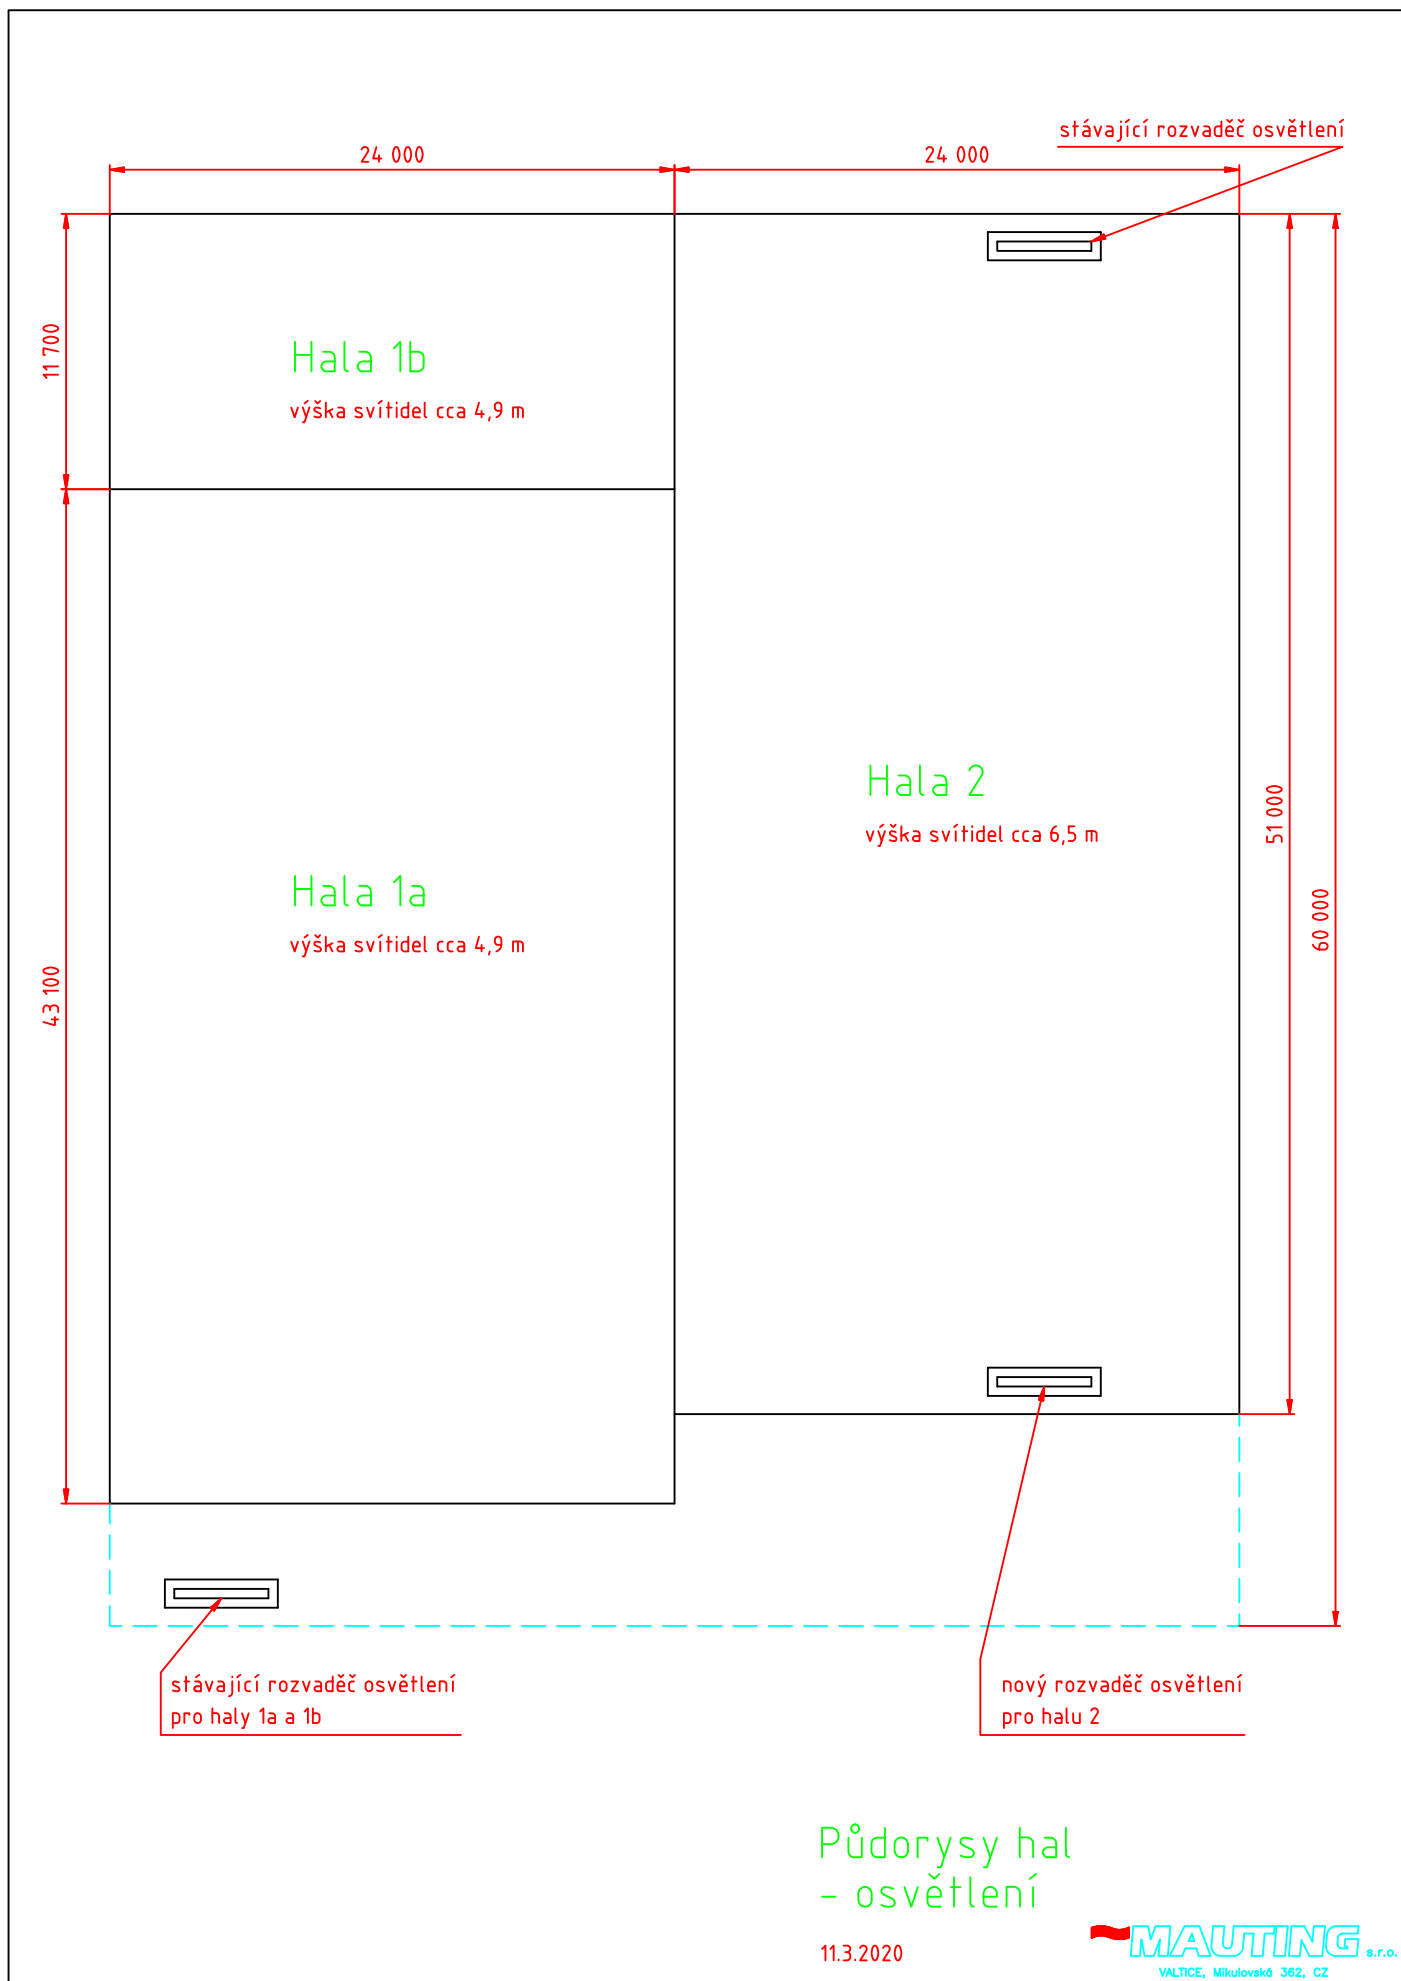 stávající rozvaděč osvětlení
24 000
24 000
11 700
Hala 1b
výška svítidel cca 4,9 m
Hala 2
výška svítidel cca 6,5 m
51 000
60 000
Hala 1a
výška svítidel cca 4,9 m
43 100
stávající rozvaděč osvětlení
pro haly 1a a 1b
nový rozvaděč osvětlení
pro halu 2
Půdorysy hal
- osvětlení
11.3.2020
MAUTING s.r.o.
VALTICE, Mikulovská 362, CZ